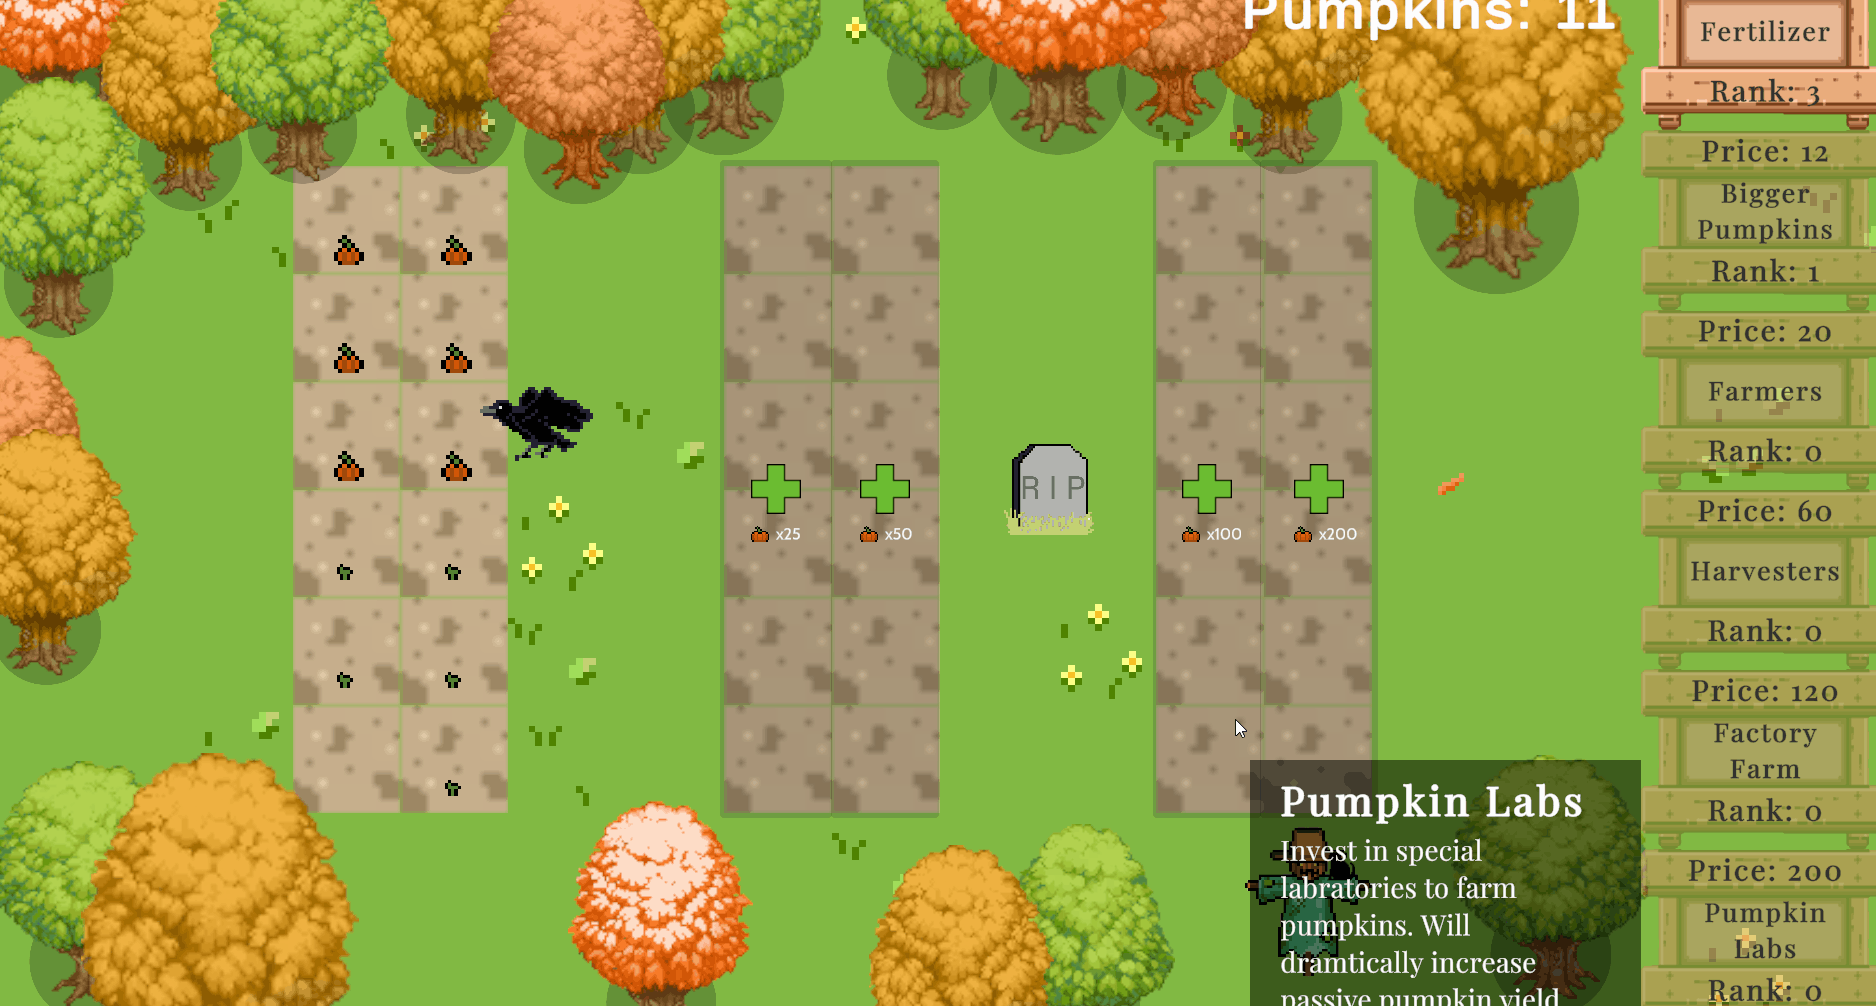 Pumpkins: 11
Fertilizer
Rank: 3
Price: 12
Bigger
Pumpkins
Rank: 1
Price: 20
Farmers
Rank: 0
Price: 60
Harvesters
Rank: 0
Price: 120
Factory
Farm
Rank: 0
Price: 200
Pumpkin
Labs
Rank: 0
RIP
x25
x50
x100
x200
Pumpkin Labs
Invest in special
labratories to farm
pumpkins. Will
dramtically increase
passive pumpkin yield